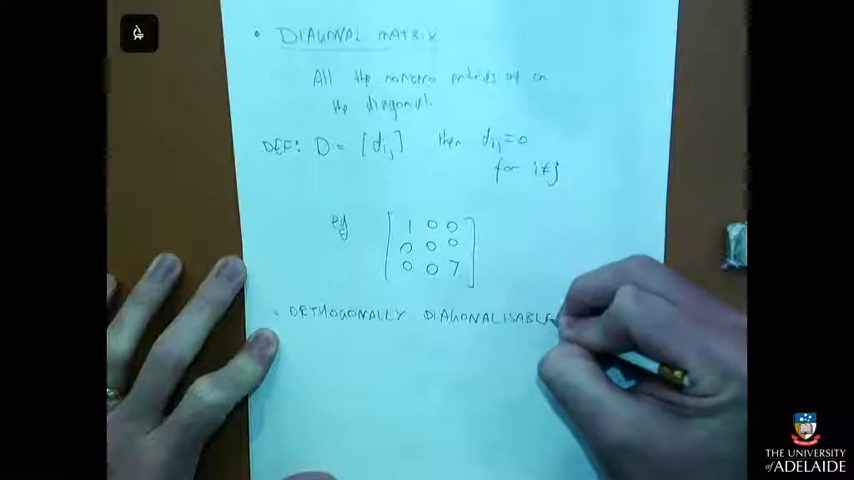 • DIAGONAL MATRIX
All the nonzero entries are on
the diagonal.
DEF: D = [dij] then dij=0
for i≠j
eg
1 0 0
0 0 0
0 0 7
• ORTHOGONALLY DIAGONALISABLE
THE UNIVERSITY
of ADELAIDE